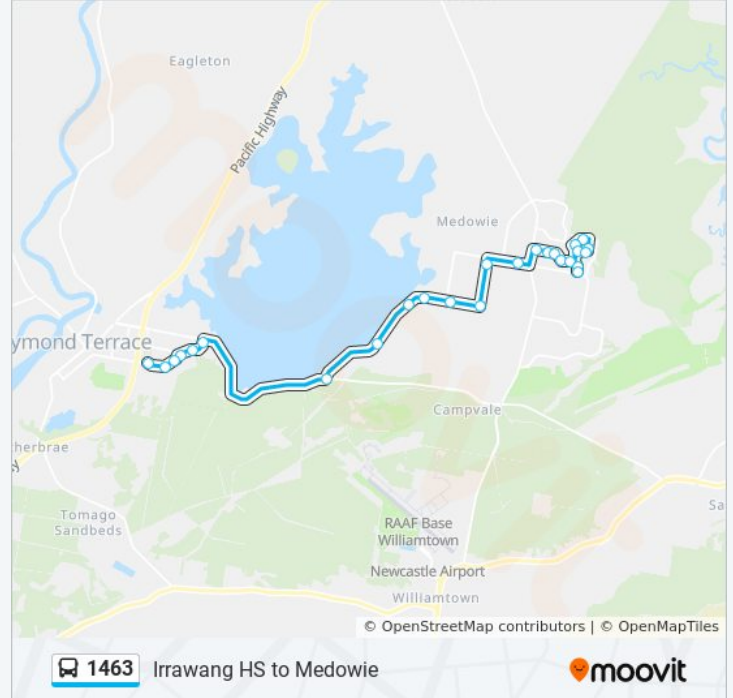 Eagleton
Pacific Highway
Medowie
ymond Terrace
Campvale
herbrae
y
Tomago
Sandbeds
Sa
RAAF Base
Williamtown
Newcastle Airport
Williamtown
© OpenStreetMap contributors | © OpenMapTiles
1463 Irrawang HS to Medowie
moovit